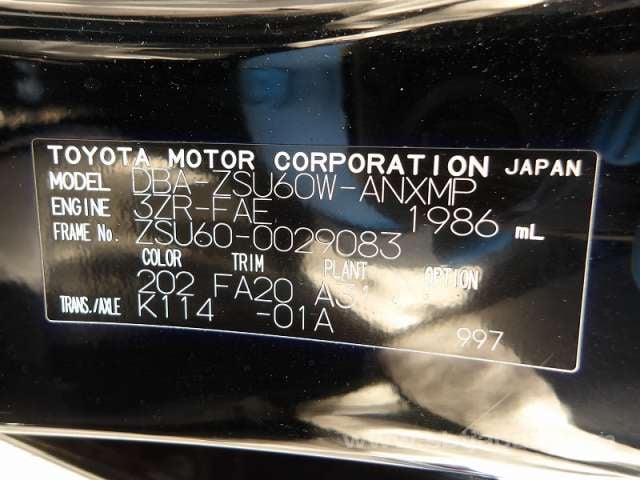 TOYOTA MOTOR CORPORATION JAPAN
MODEL DBA-ZSU60W-ANXMP
ENGINE 3ZR-FAE 1986 mL
FRAME No. ZSU60-0029083
COLOR TRIM PLANT OPTION
202 FA20 A31
TRANS./AXLE K114 -01A
997